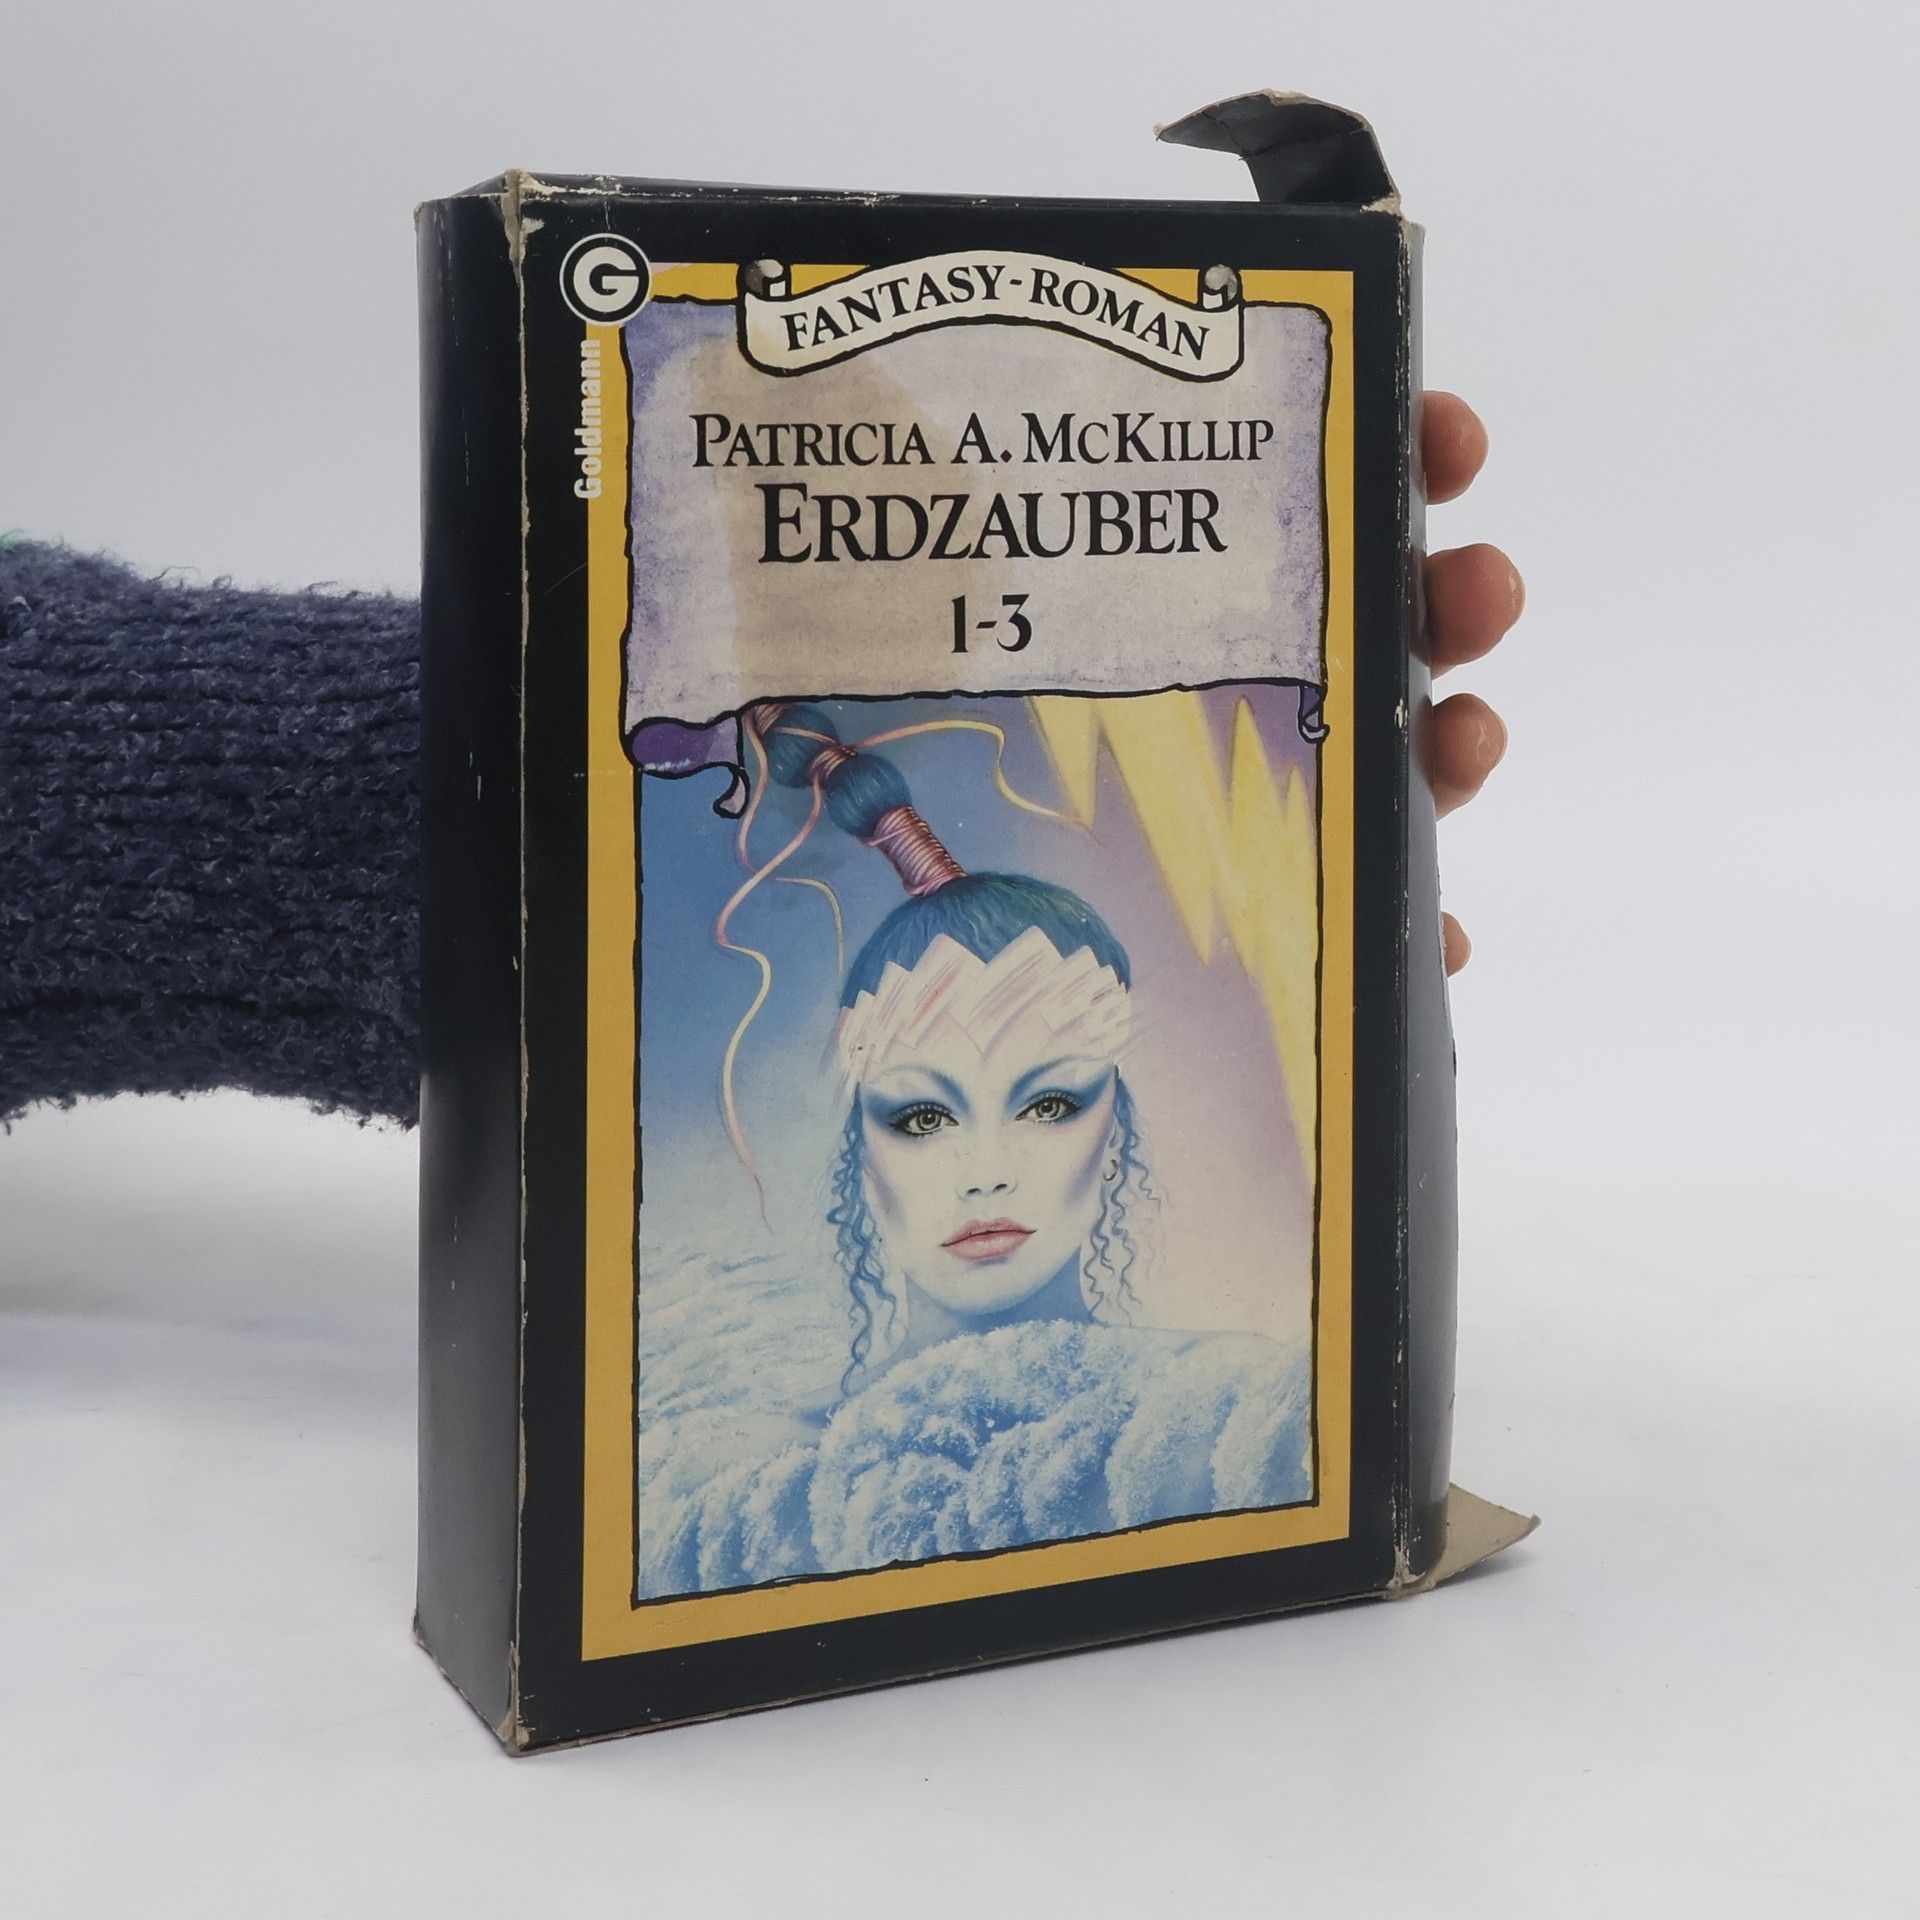 G
Goldmann
FANTASY-ROMAN
PATRICIA A. MCKILLIP
ERDZAUBER
1-3